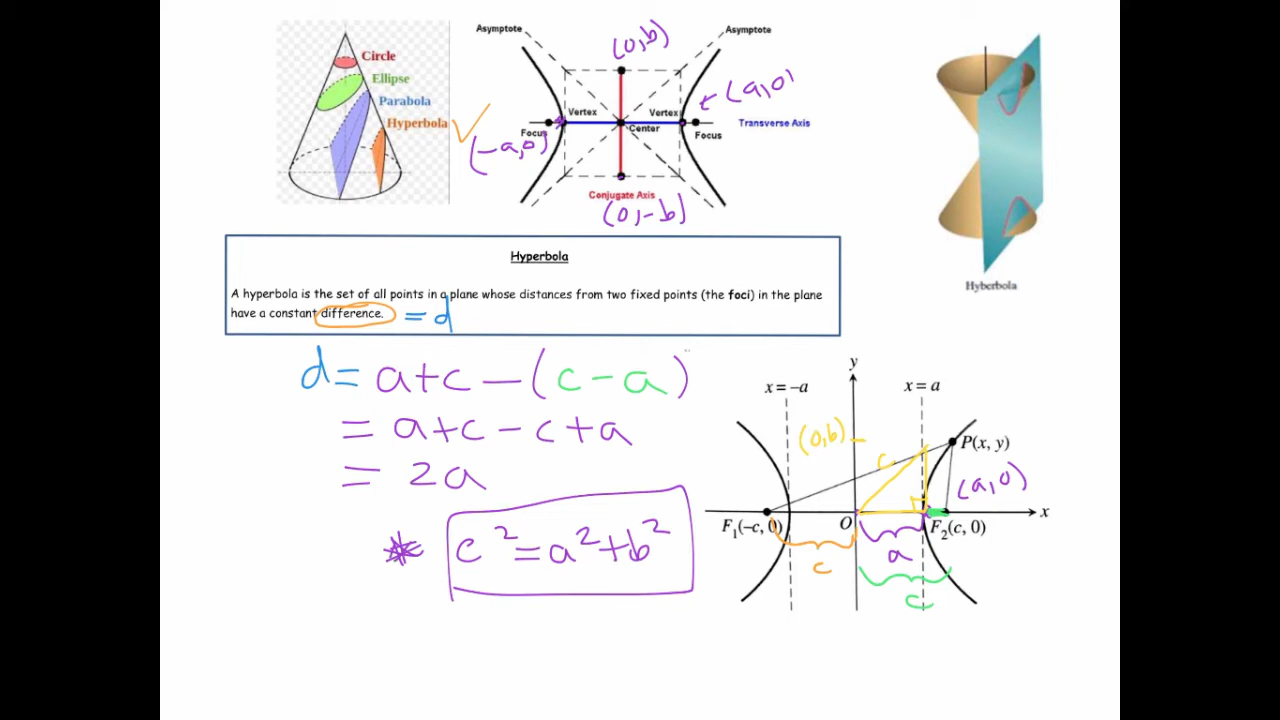 Circle
Ellipse
Parabola
Hyperbola
Asymptote
Asymptote
(0,b)
(a,0)
Vertex
Vertex
Focus
Center
Focus
Transverse Axis
(-a,0)
Conjugate Axis
(0,-b)
Hyberbola
Hyperbola
A hyperbola is the set of all points in a plane whose distances from two fixed points (the foci) in the plane
have a constant difference. = d
d = a+c - (c - a)
= a+c - c + a
= 2a
* c² = a² + b²
y
x = -a
x = a
(0,b)
c
P(x, y)
(a,0)
F₁(-c, 0)
O
F₂(c, 0)
x
c
a
c